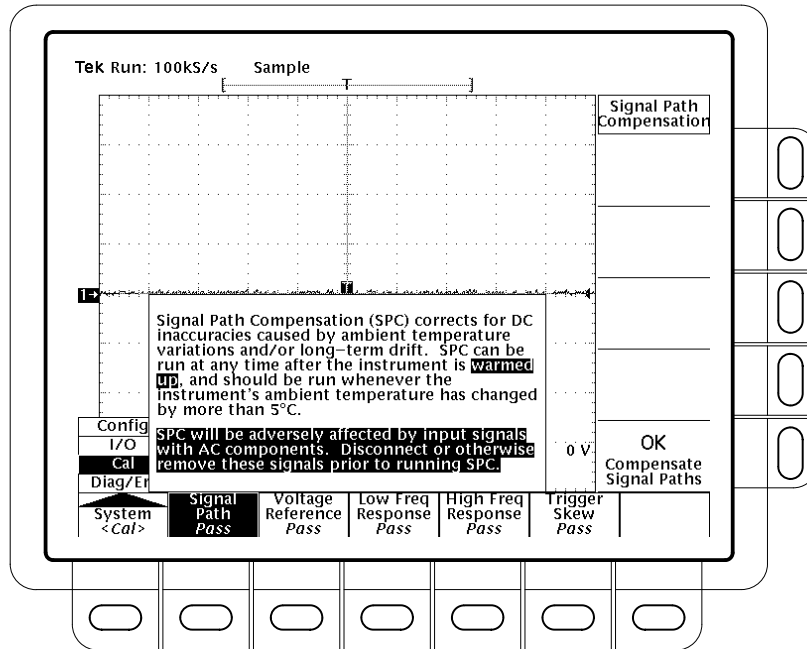 Tek Run: 100kS/s Sample
T
Signal Path
Compensation
T
1
Signal Path Compensation (SPC) corrects for DC
inaccuracies caused by ambient temperature
variations and/or long-term drift. SPC can be
run at any time after the instrument is warmed
up, and should be run whenever the
instrument's ambient temperature has changed
by more than 5°C.
SPC will be adversely affected by input signals
with AC components. Disconnect or otherwise
remove these signals prior to running SPC.
0 V
Config
I/O
Cal
Diag/Er
OK
Compensate
Signal Paths
System
<Cal>
Signal
Path
Pass
Voltage
Reference
Pass
Low Freq
Response
Pass
High Freq
Response
Pass
Trigger
Skew
Pass